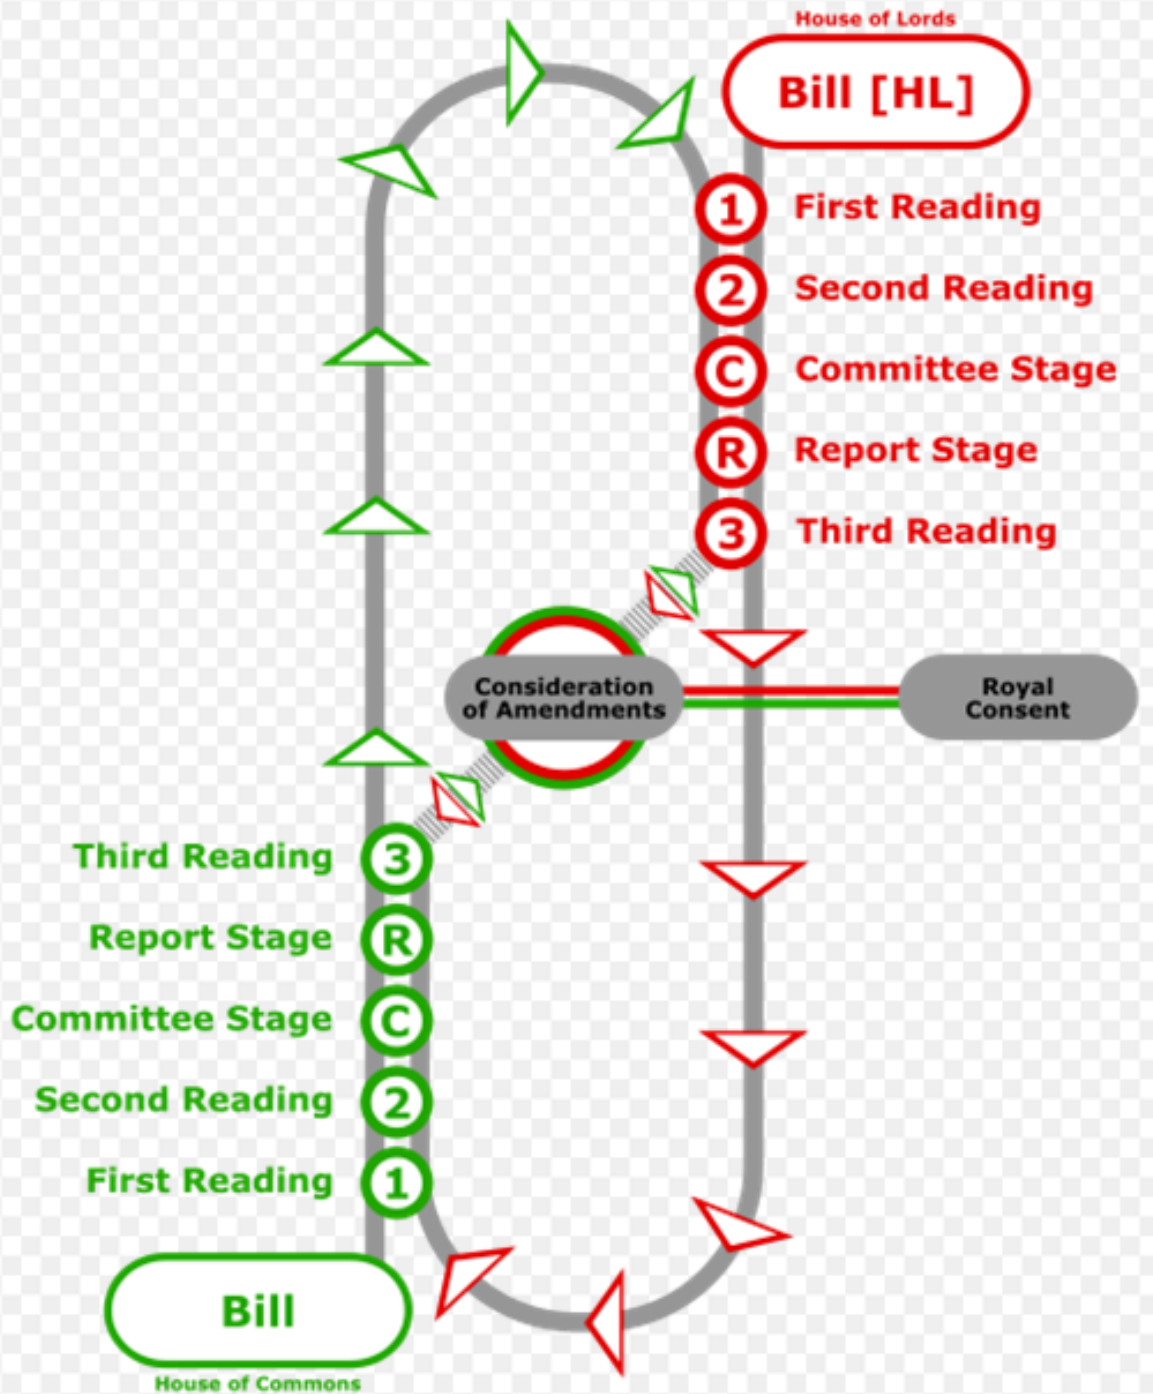 House of Lords
Bill [HL]
1 First Reading
2 Second Reading
C Committee Stage
R Report Stage
3 Third Reading
Consideration
of Amendments
Royal
Consent
Third Reading 3
Report Stage R
Committee Stage C
Second Reading 2
First Reading 1
Bill
House of Commons